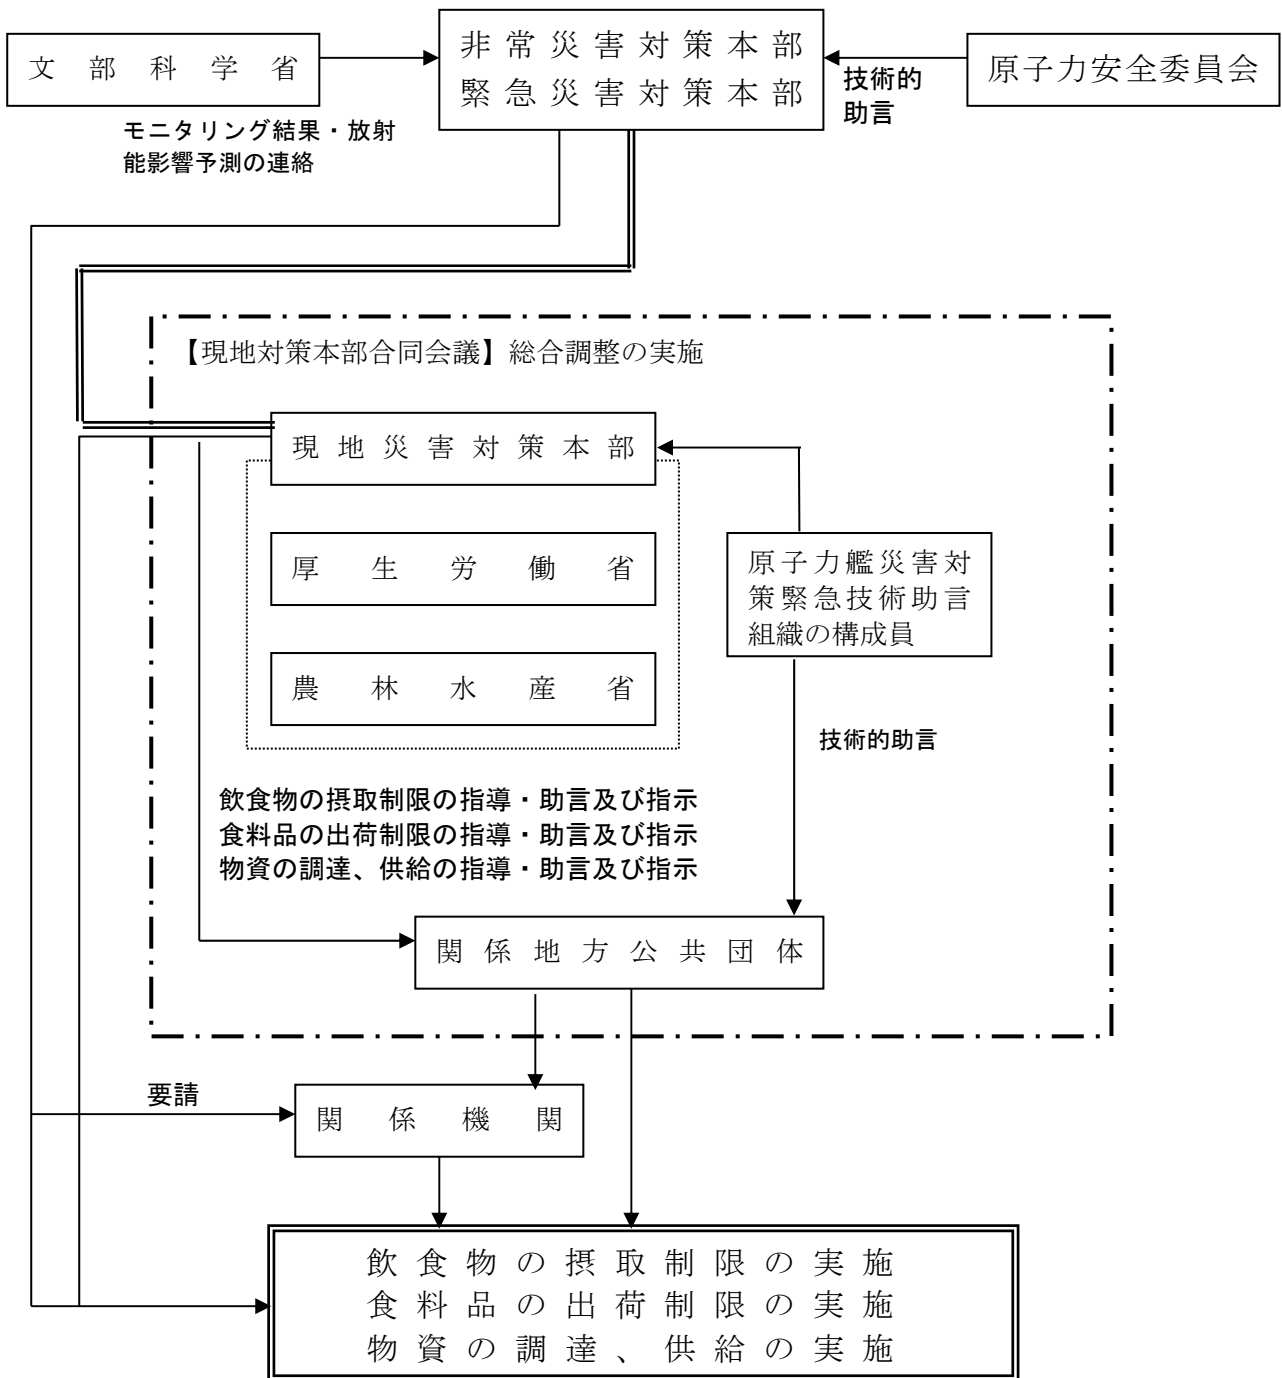 文部科学省
非常災害対策本部
緊急災害対策本部
原子力安全委員会
技術的
助言
モニタリング結果・放射
能影響予測の連絡
【現地対策本部合同会議】総合調整の実施
現地災害対策本部
厚生労働省
農林水産省
原子力艦災害対
策緊急技術助言
組織の構成員
技術的助言
飲食物の摂取制限の指導・助言及び指示
食料品の出荷制限の指導・助言及び指示
物資の調達、供給の指導・助言及び指示
関係地方公共団体
要請
関係機関
飲食物の摂取制限の実施
食料品の出荷制限の実施
物資の調達、供給の実施